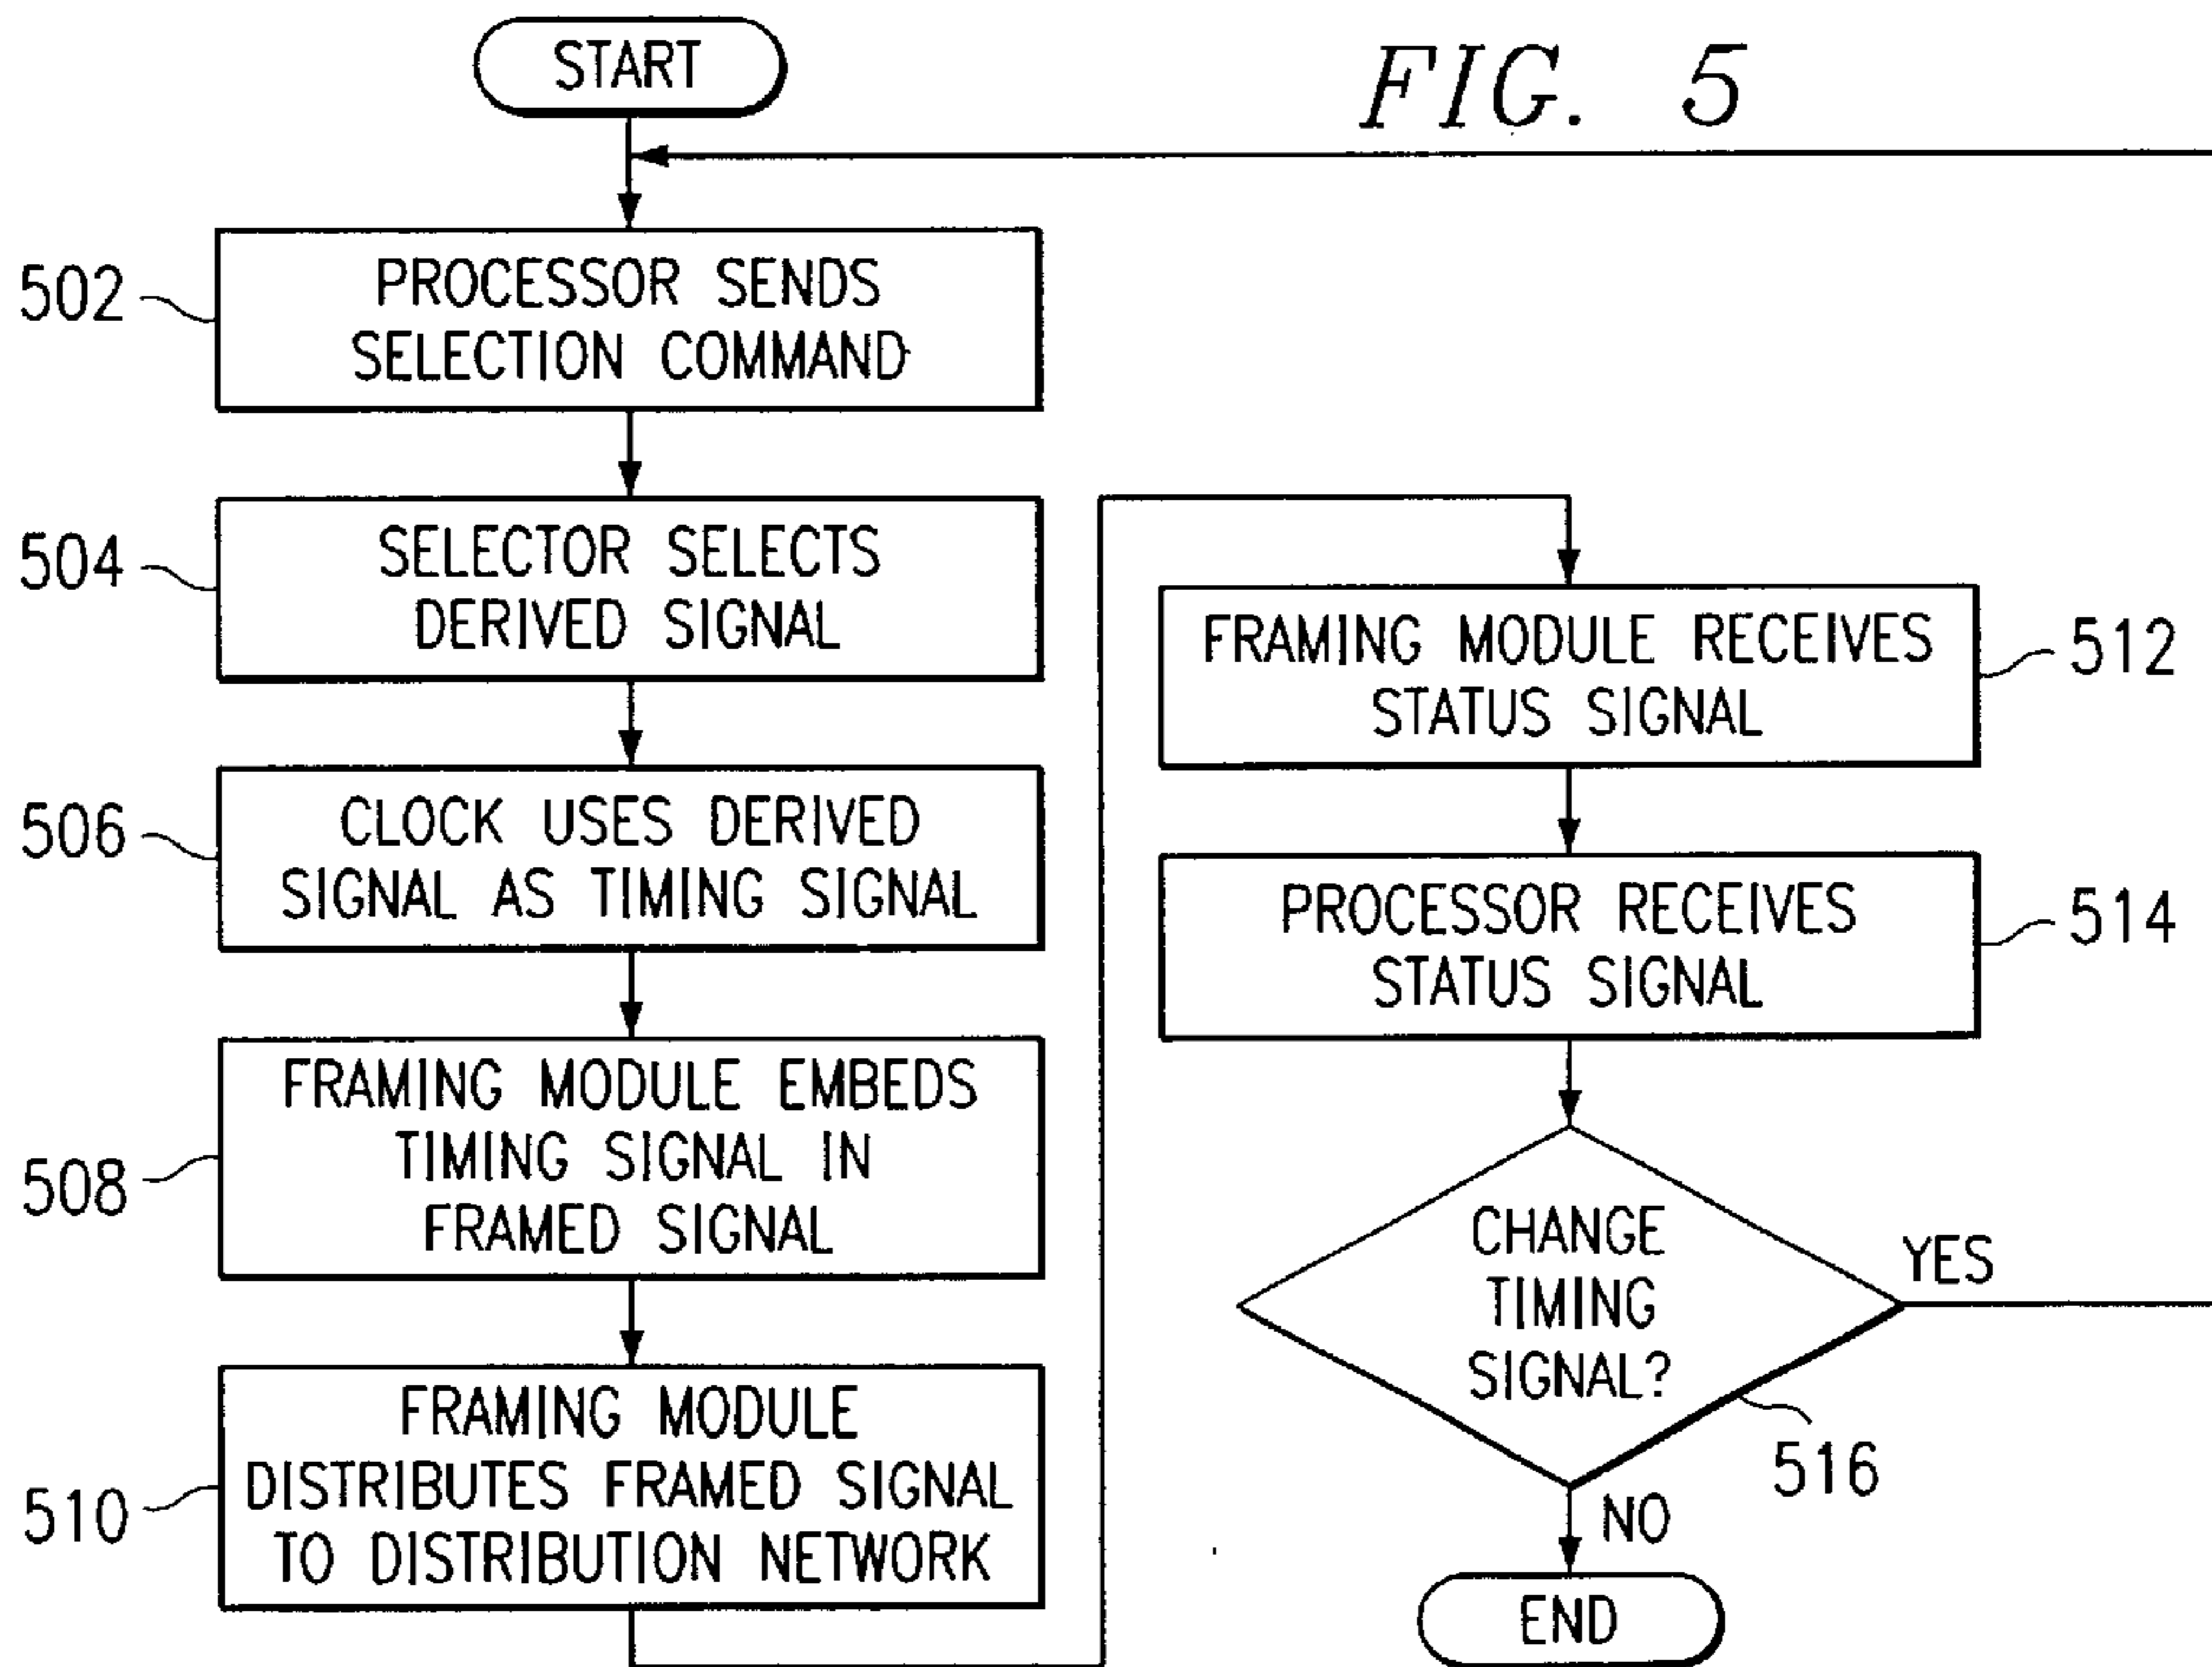 FIG. 5
START
502
PROCESSOR SENDS
SELECTION COMMAND
504
SELECTOR SELECTS
DERIVED SIGNAL
506
CLOCK USES DERIVED
SIGNAL AS TIMING SIGNAL
508
FRAMING MODULE EMBEDS
TIMING SIGNAL IN
FRAMED SIGNAL
510
FRAMING MODULE
DISTRIBUTES FRAMED SIGNAL
TO DISTRIBUTION NETWORK
FRAMING MODULE RECEIVES
STATUS SIGNAL
512
PROCESSOR RECEIVES
STATUS SIGNAL
514
CHANGE
TIMING
SIGNAL?
YES
516
NO
END